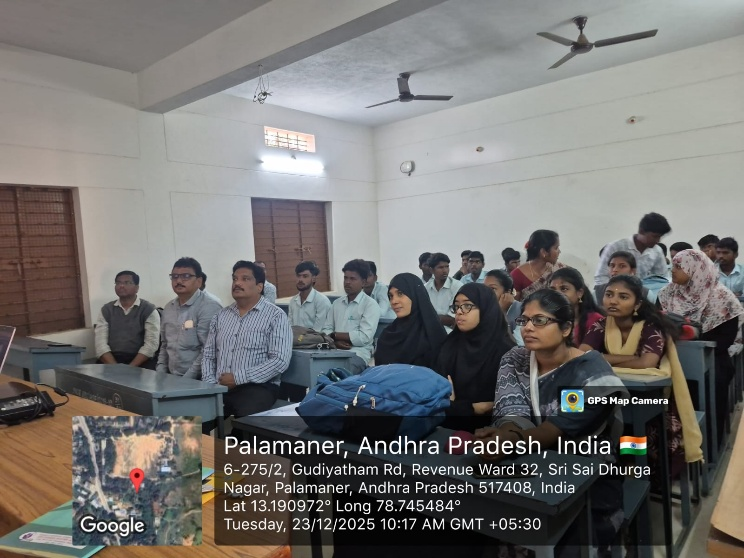 GPS Map Camera
Palamaner, Andhra Pradesh, India
6-275/2, Gudiyatham Rd, Revenue Ward 32, Sri Sai Dhurga
Nagar, Palamaner, Andhra Pradesh 517408, India
Lat 13.190972° Long 78.745484°
Tuesday, 23/12/2025 10:17 AM GMT +05:30
Google